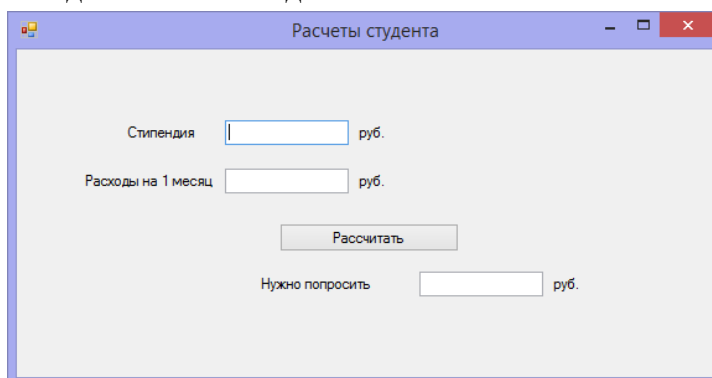 Расчеты студента
Стипендия руб.
Расходы на 1 месяц руб.
Рассчитать
Нужно попросить руб.